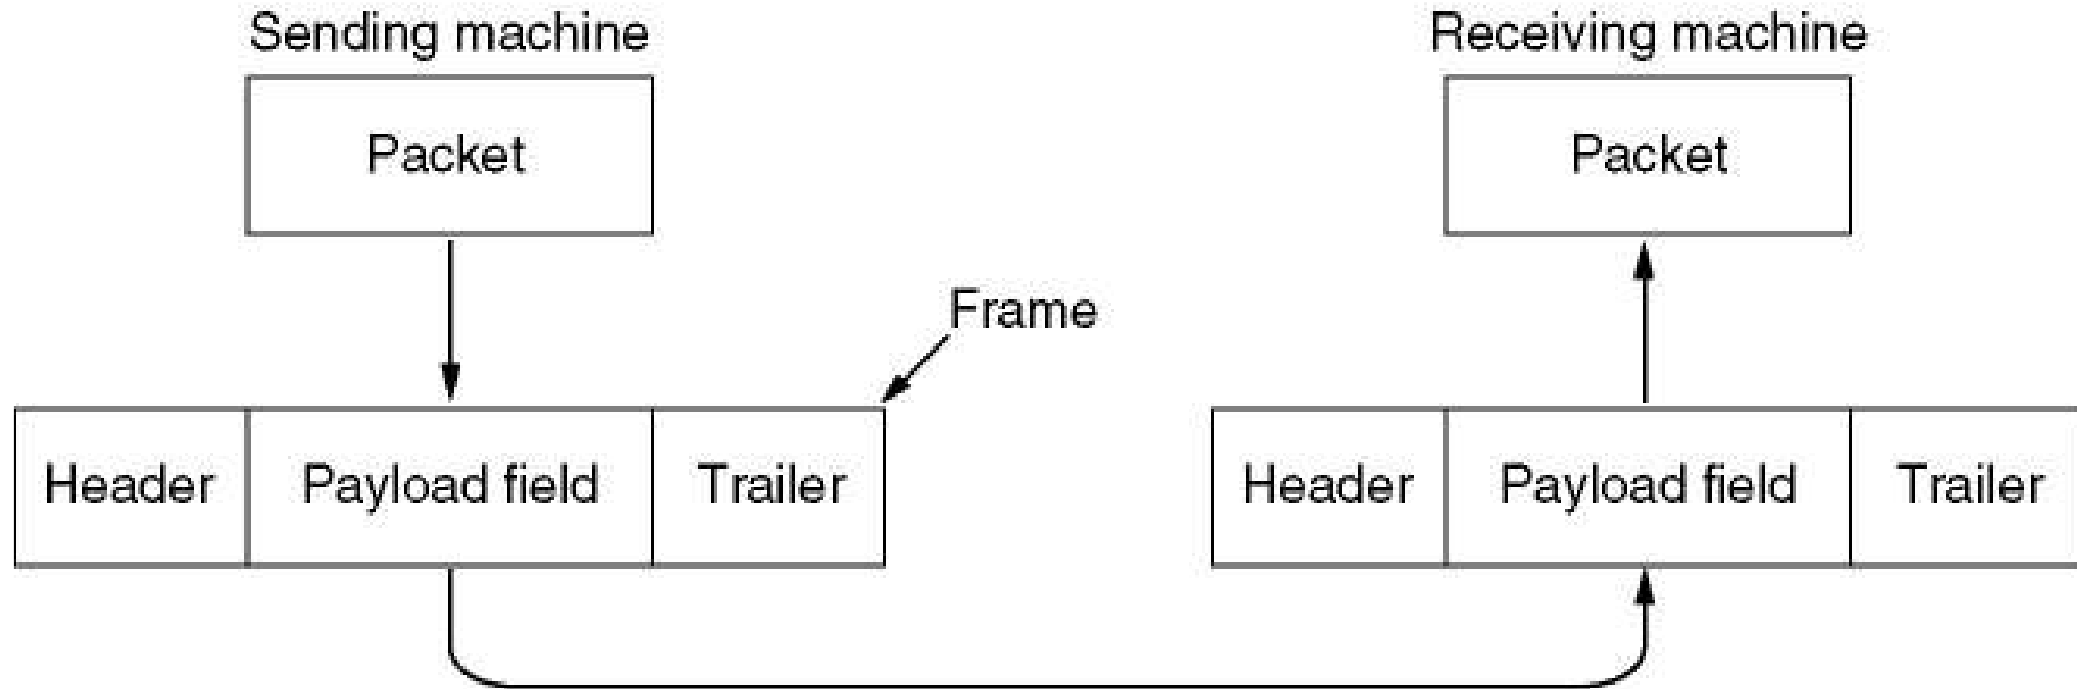 Sending machine
Receiving machine
Packet
Packet
Frame
Header
Payload field
Trailer
Header
Payload field
Trailer